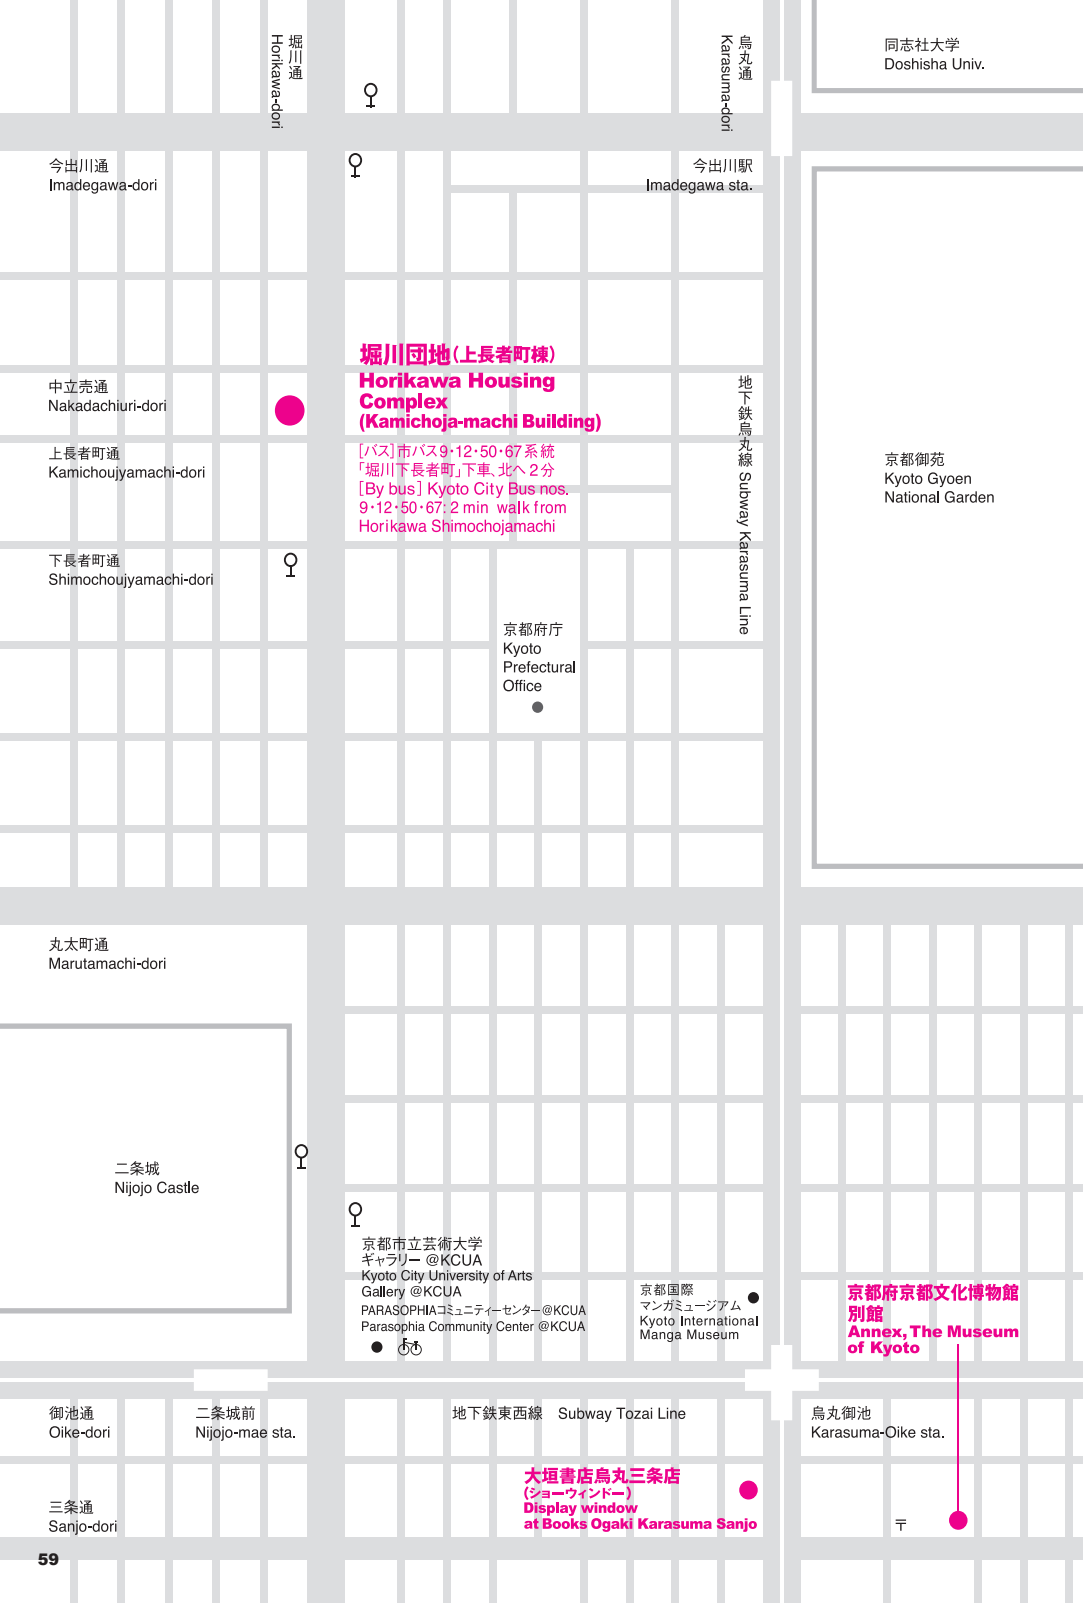 堀川通
Horikawa-dori
烏丸通
Karasuma-dori
同志社大学
Doshisha Univ.
今出川通
Imadegawa-dori
今出川駅
Imadegawa sta.
堀川団地(上長者町棟)
Horikawa Housing
Complex
(Kamichoja-machi Building)
[バス]市バス9・12・50・67系統
「堀川下長者町」下車、北へ2分
[By bus] Kyoto City Bus nos.
9・12・50・67: 2 min walk from
Horikawa Shimochojamachi
中立売通
Nakadachiuri-dori
上長者町通
Kamichoujyamachi-dori
地下鉄烏丸線 Subway Karasuma Line
京都御苑
Kyoto Gyoen
National Garden
下長者町通
Shimochoujyamachi-dori
京都府庁
Kyoto
Prefectural
Office
丸太町通
Marutamachi-dori
二条城
Nijojo Castle
京都市立芸術大学
ギャラリー @KCUA
Kyoto City University of Arts
Gallery @KCUA
PARASOPHIAコミュニティーセンター@KCUA
Parasophia Community Center @KCUA
京都国際
マンガミュージアム
Kyoto International
Manga Museum
京都府京都文化博物館
別館
Annex, The Museum
of Kyoto
御池通
Oike-dori
二条城前
Nijojo-mae sta.
地下鉄東西線 Subway Tozai Line
烏丸御池
Karasuma-Oike sta.
大垣書店烏丸三条店
(ショーウィンドー)
Display window
at Books Ogaki Karasuma Sanjo
三条通
Sanjo-dori
〒
59